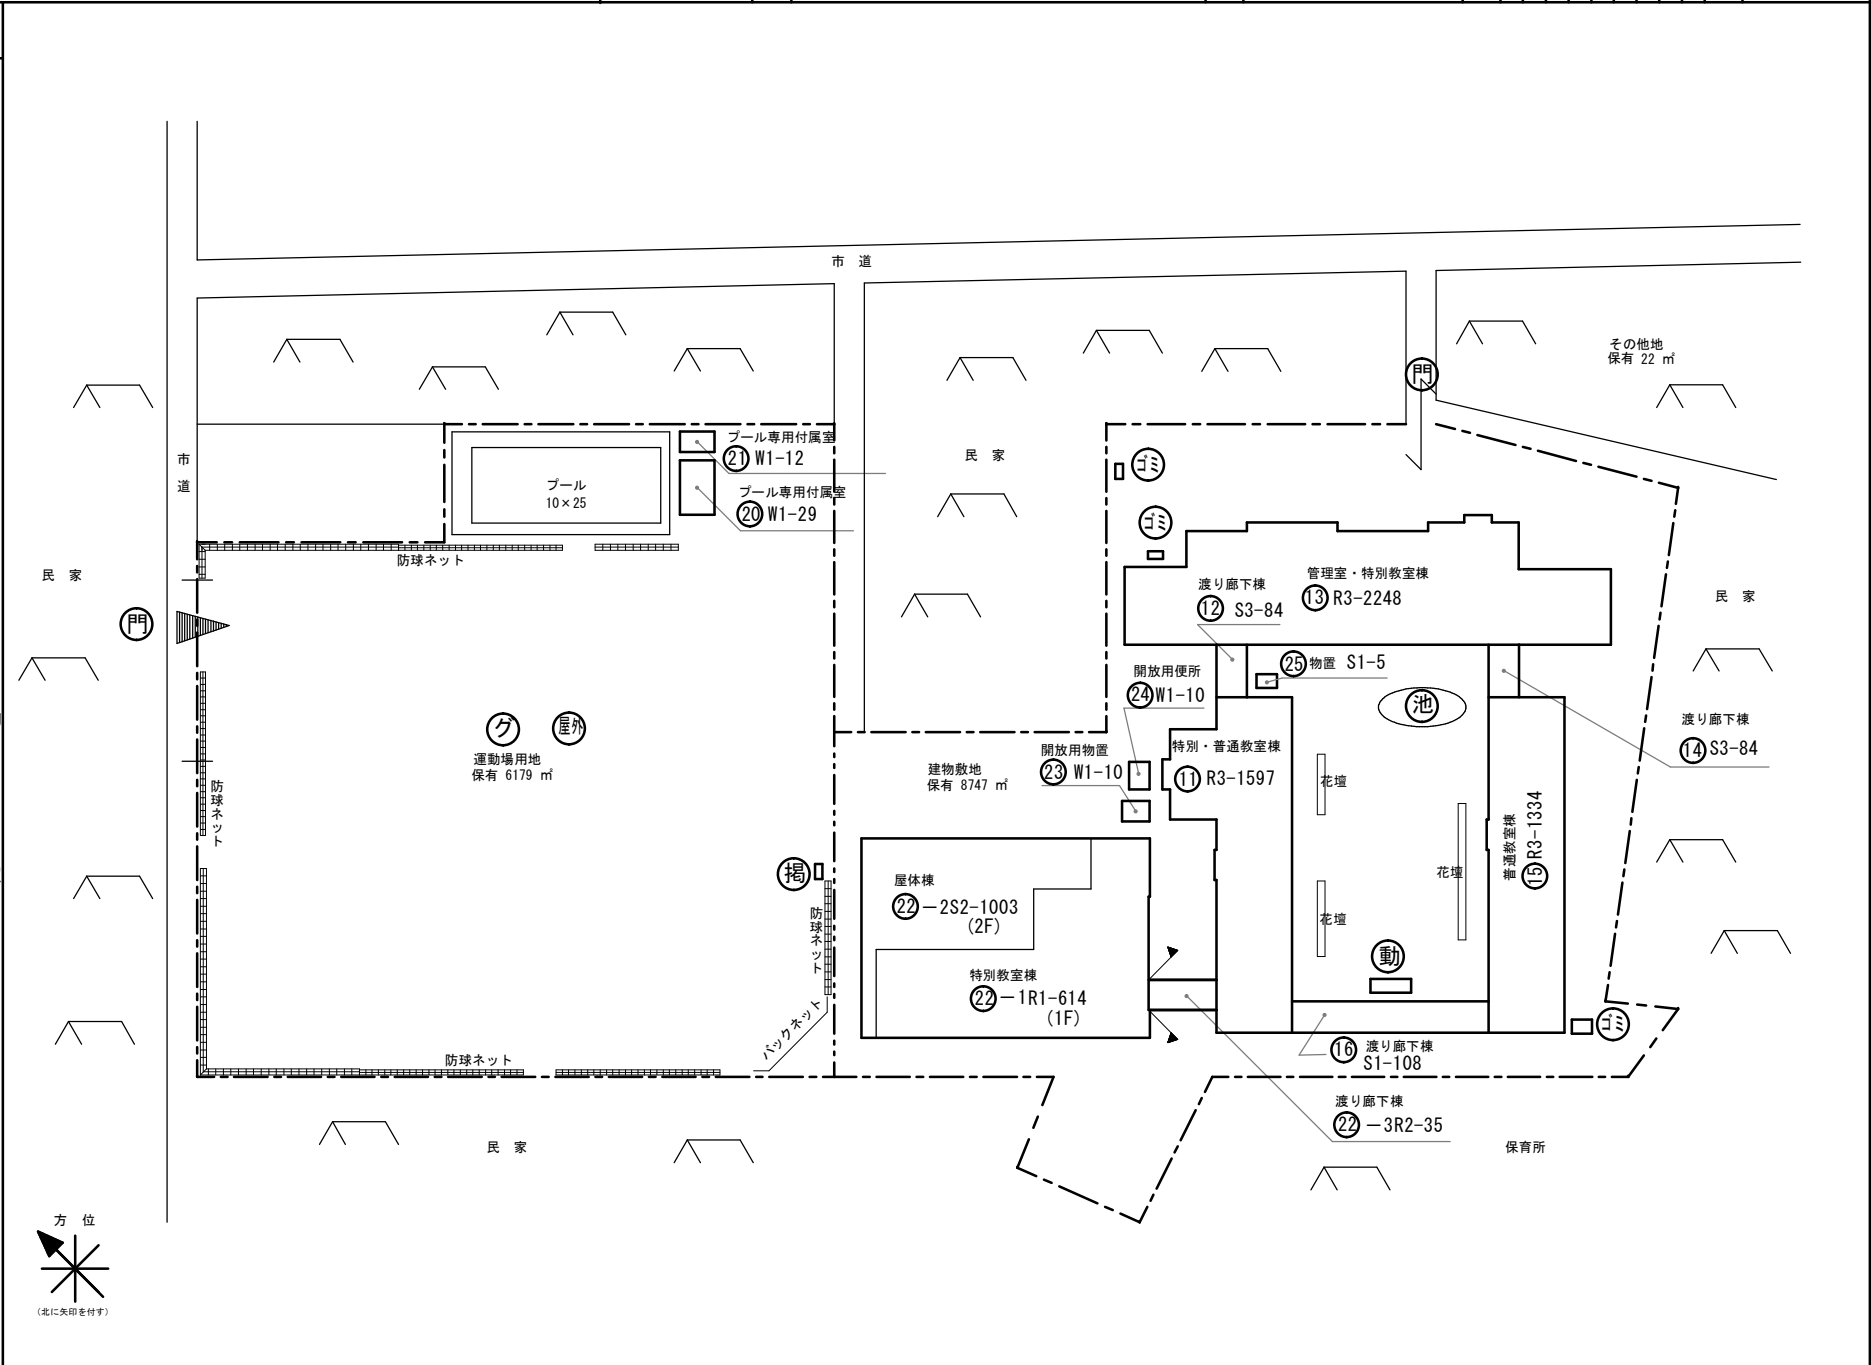 市 道
その他地
保有 22 ㎡
門
プール専用付属室
21 W1-12
プール
10×25
プール専用付属室
20 W1-29
市道
民 家
ゴミ
ゴミ
防球ネット
民 家
門
管理室・特別教室棟
13 R3-2248
渡り廊下棟
12 S3-84
民 家
25 物置 S1-5
開放用便所
24 W1-10
池
グ 屋外
運動場用地
保有 6179 ㎡
渡り廊下棟
14 S3-84
特別・普通教室棟
11 R3-1597
開放用物置
23 W1-10
建物敷地
保有 8747 ㎡
花壇
防球ネット
普通教室棟
15 R3-1334
掲
花壇
屋体棟
22-2S2-1003
(2F)
花壇
防球ネット
動
特別教室棟
22-1R1-614
(1F)
バックネット
ゴミ
防球ネット
16 渡り廊下棟
S1-108
渡り廊下棟
22-3R2-35
民 家
保育所
方 位
(北に矢印を付す)